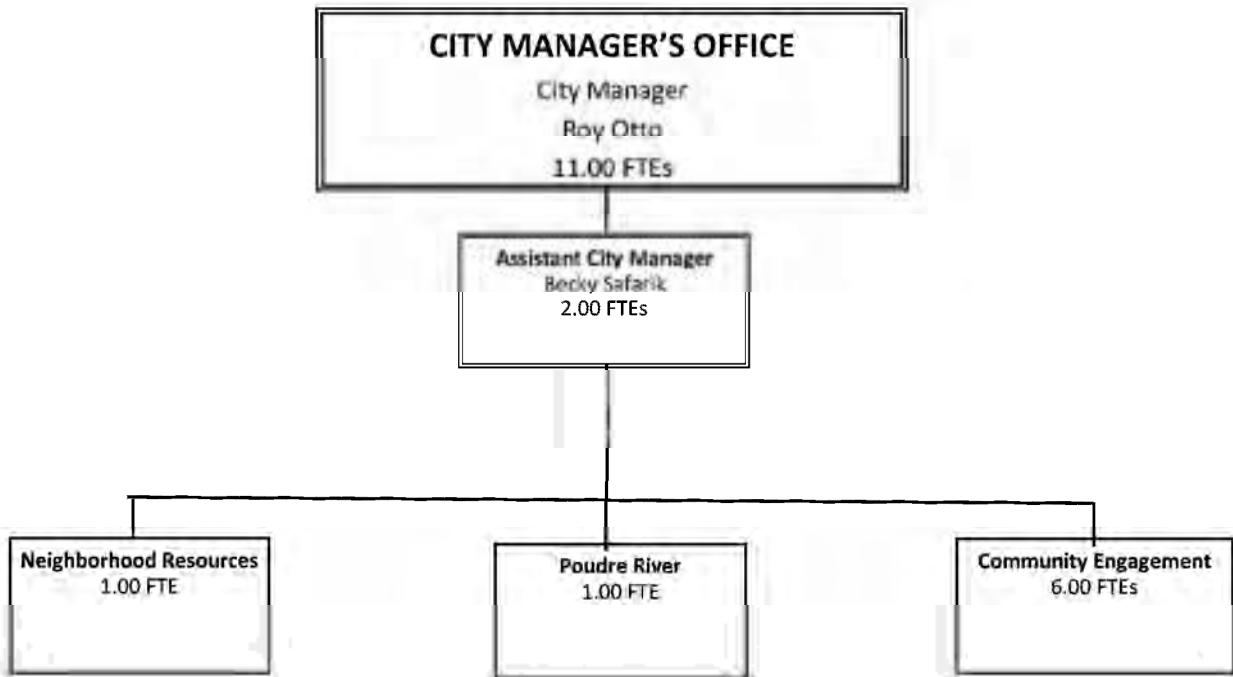 CITY MANAGER'S OFFICE
City Manager
Roy Otto
11.00 FTEs
Assistant City Manager
Becky Safarik
2.00 FTEs
Neighborhood Resources
1.00 FTE
Poudre River
1.00 FTE
Community Engagement
6.00 FTEs